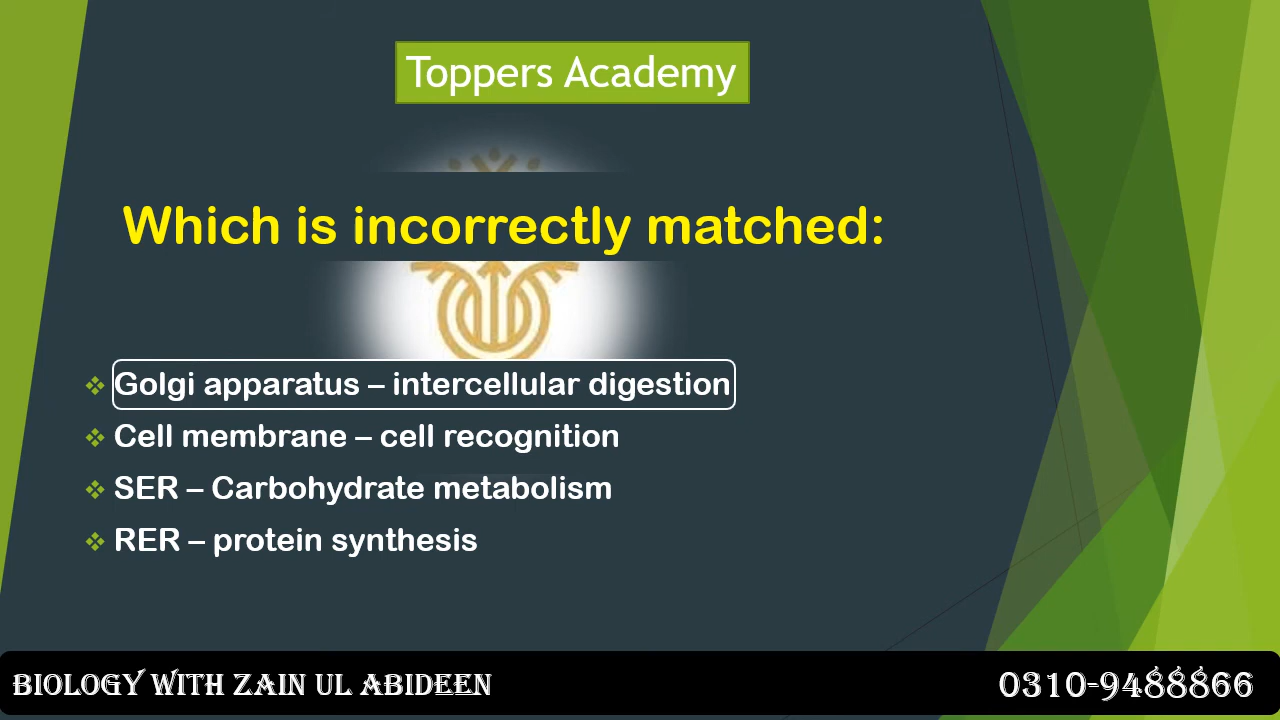 Toppers Academy
Which is incorrectly matched:
Golgi apparatus – intercellular digestion
Cell membrane – cell recognition
SER – Carbohydrate metabolism
RER – protein synthesis
BIOLOGY WITH ZAIN UL ABIDEEN
0310-9488866